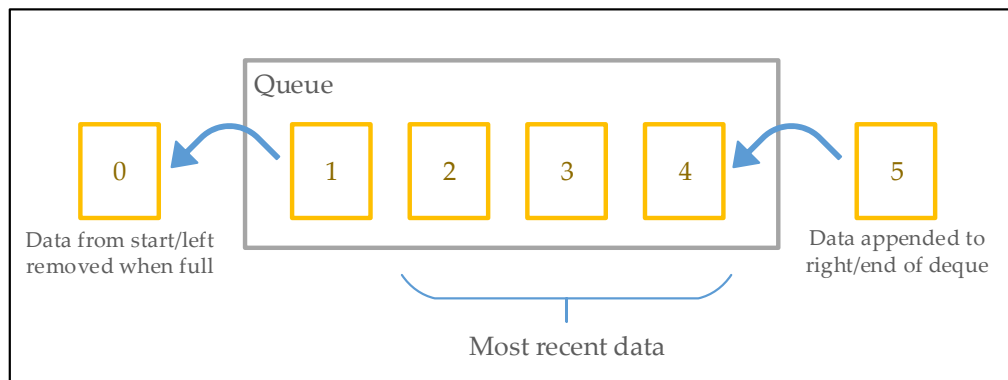 Queue
0
1
2
3
4
5
Data from start/left
removed when full
Data appended to
right/end of deque
Most recent data